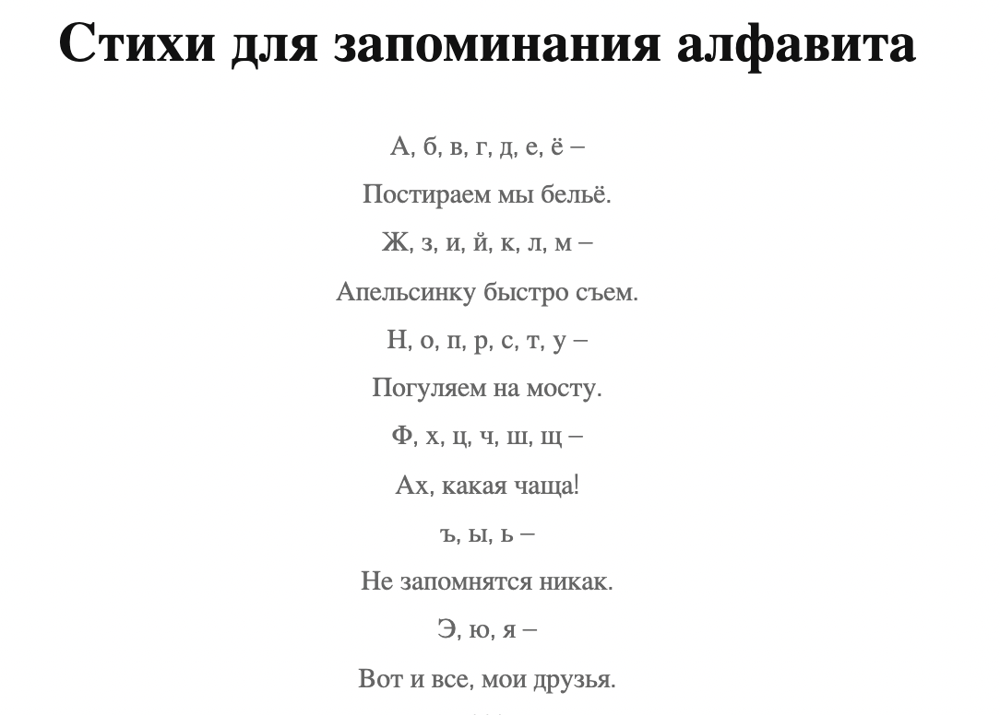 Стихи для запоминания алфавита
А, б, в, г, д, е, ё –
Постираем мы бельё.
Ж, з, и, й, к, л, м –
Апельсинку быстро съем.
Н, о, п, р, с, т, у –
Погуляем на мосту.
Ф, х, ц, ч, ш, щ –
Ах, какая чаща!
ъ, ы, ь –
Не запомнятся никак.
Э, ю, я –
Вот и все, мои друзья.